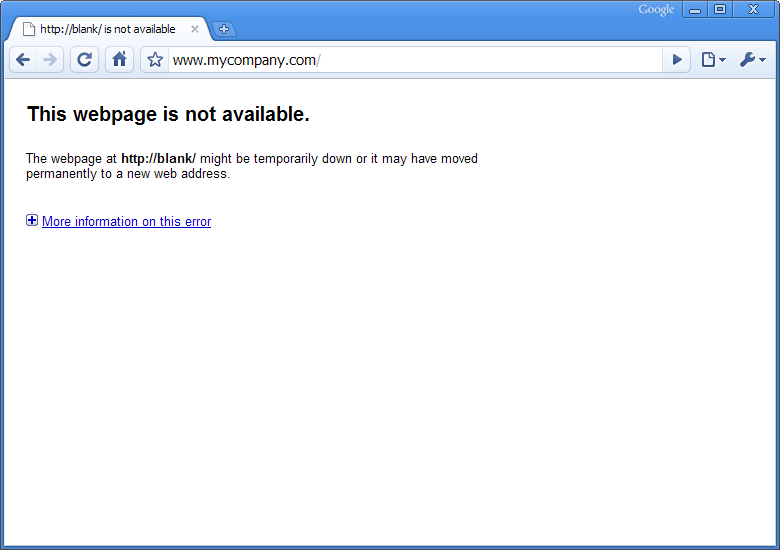 Google
http://blank/ is not available
www.mycompany.com/
This webpage is not available.
The webpage at http://blank/ might be temporarily down or it may have moved
permanently to a new web address.
More information on this error